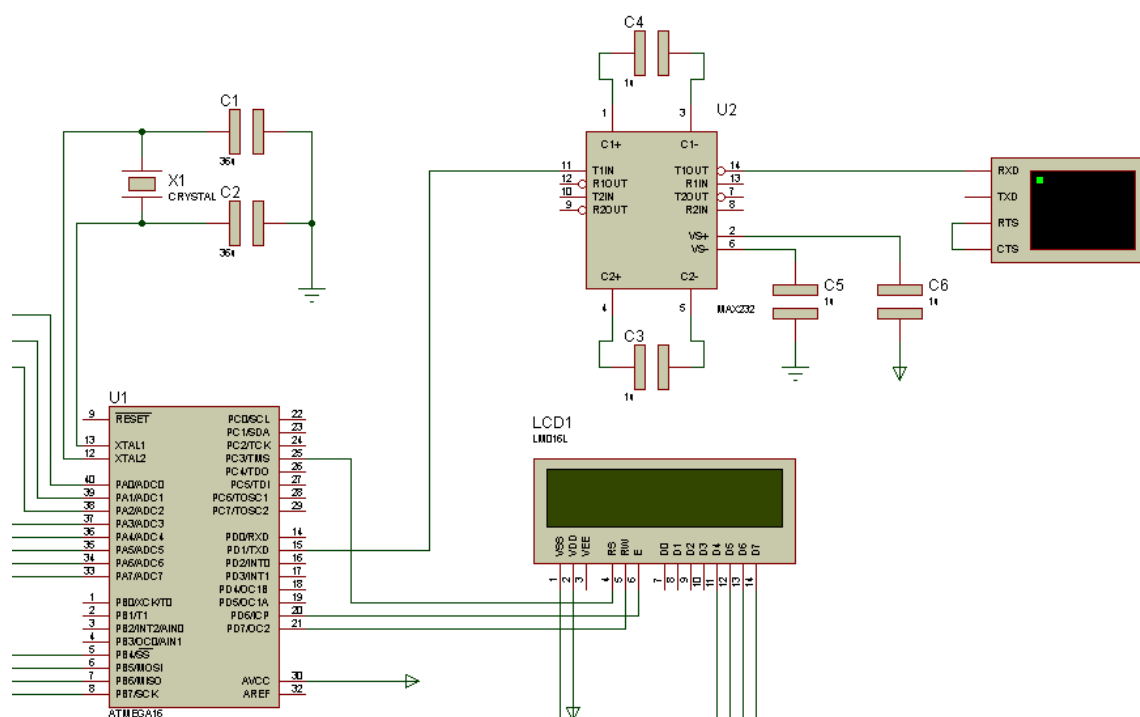 C4
1u
1
3
U2
C1+
C1-
11
T1IN
T1OUT
14
12
R1OUT
R1IN
13
10
T2IN
T2OUT
7
9
R2OUT
R2IN
8
VS+
2
VS-
6
C2+
C2-
4
5
MAX232
C3
1u
C5
1u
C6
1u
RXD
TXD
RTS
CTS
C1
X1
CRYSTAL
C2
U1
9
RESET
PC0/SCL
22
PC1/SDA
23
13
XTAL1
PC2/TCK
24
12
XTAL2
PC3/TMS
25
PC4/TDO
26
40
PA0/ADC0
PC5/TDI
27
39
PA1/ADC1
PC6/TOSC1
28
38
PA2/ADC2
PC7/TOSC2
29
37
PA3/ADC3
36
PA4/ADC4
PD0/RXD
14
35
PA5/ADC5
PD1/TXD
15
34
PA6/ADC6
PD2/INT0
16
33
PA7/ADC7
PD3/INT1
17
PD4/OC1B
18
1
PB0/XCK/T0
PD5/OC1A
19
2
PB1/T1
PD6/ICP
20
3
PB2/INT2/AIN0
PD7/OC2
21
4
PB3/OC0/AIN1
5
PB4/SS
6
PB5/MOSI
7
PB6/MISO
AVCC
30
8
PB7/SCK
AREF
32
ATMEGA16
LCD1
LM016L
VSS
VDD
VEE
RS
RW
E
D0
D1
D2
D3
D4
D5
D6
D7
1
2
3
4
5
6
7
8
9
10
11
12
13
14